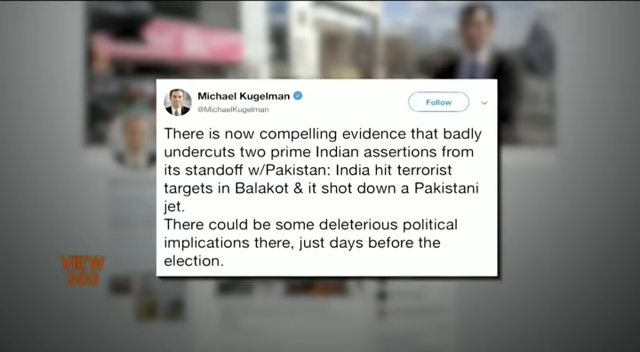 Michael Kugelman
@MichaelKugelman
Follow
There is now compelling evidence that badly
undercuts two prime Indian assertions from
its standoff w/Pakistan: India hit terrorist
targets in Balakot & it shot down a Pakistani
jet.
There could be some deleterious political
implications there, just days before the
election.
VIEW
360